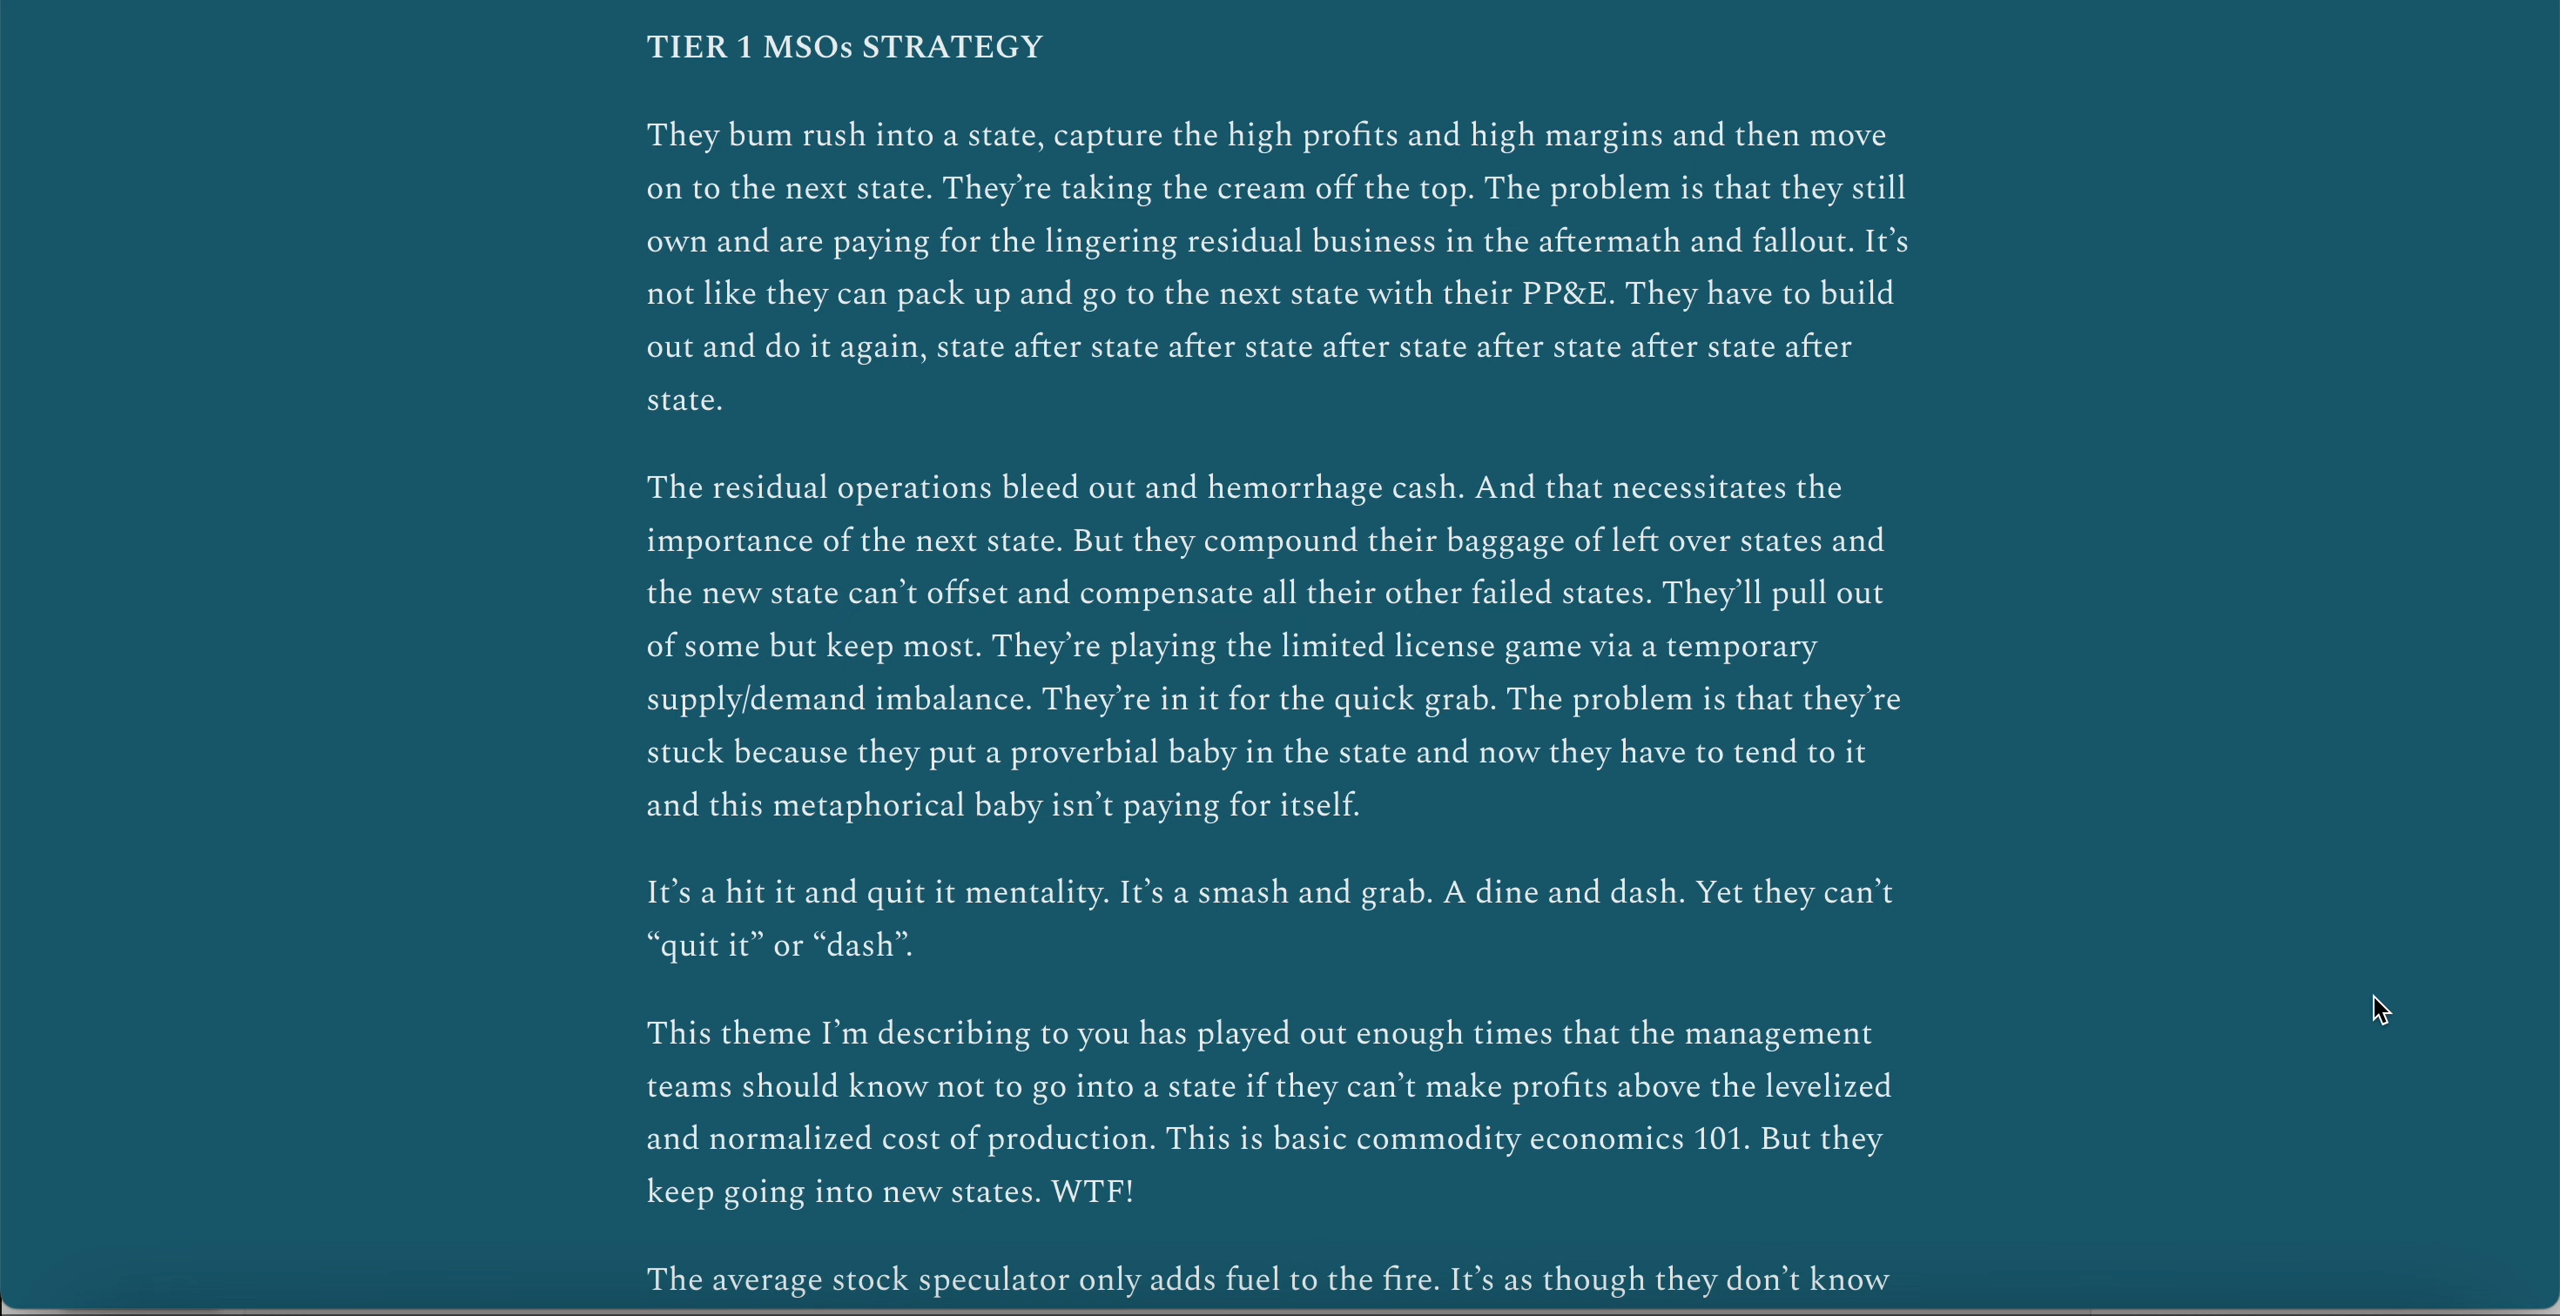 TIER 1 MSOs STRATEGY
They bum rush into a state, capture the high profits and high margins and then move
on to the next state. They’re taking the cream off the top. The problem is that they still
own and are paying for the lingering residual business in the aftermath and fallout. It’s
not like they can pack up and go to the next state with their PP&E. They have to build
out and do it again, state after state after state after state after state after state after
state.
The residual operations bleed out and hemorrhage cash. And that necessitates the
importance of the next state. But they compound their baggage of left over states and
the new state can’t offset and compensate all their other failed states. They’ll pull out
of some but keep most. They’re playing the limited license game via a temporary
supply/demand imbalance. They’re in it for the quick grab. The problem is that they’re
stuck because they put a proverbial baby in the state and now they have to tend to it
and this metaphorical baby isn’t paying for itself.
It’s a hit it and quit it mentality. It’s a smash and grab. A dine and dash. Yet they can’t
“quit it” or “dash”.
This theme I’m describing to you has played out enough times that the management
teams should know not to go into a state if they can’t make profits above the levelized
and normalized cost of production. This is basic commodity economics 101. But they
keep going into new states. WTF!
The average stock speculator only adds fuel to the fire. It’s as though they don’t know